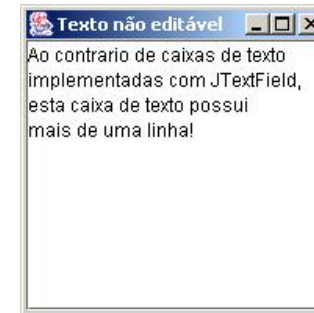 Texto não editável
Ao contrario de caixas de texto
implementadas com JTextField,
esta caixa de texto possui
mais de uma linha!